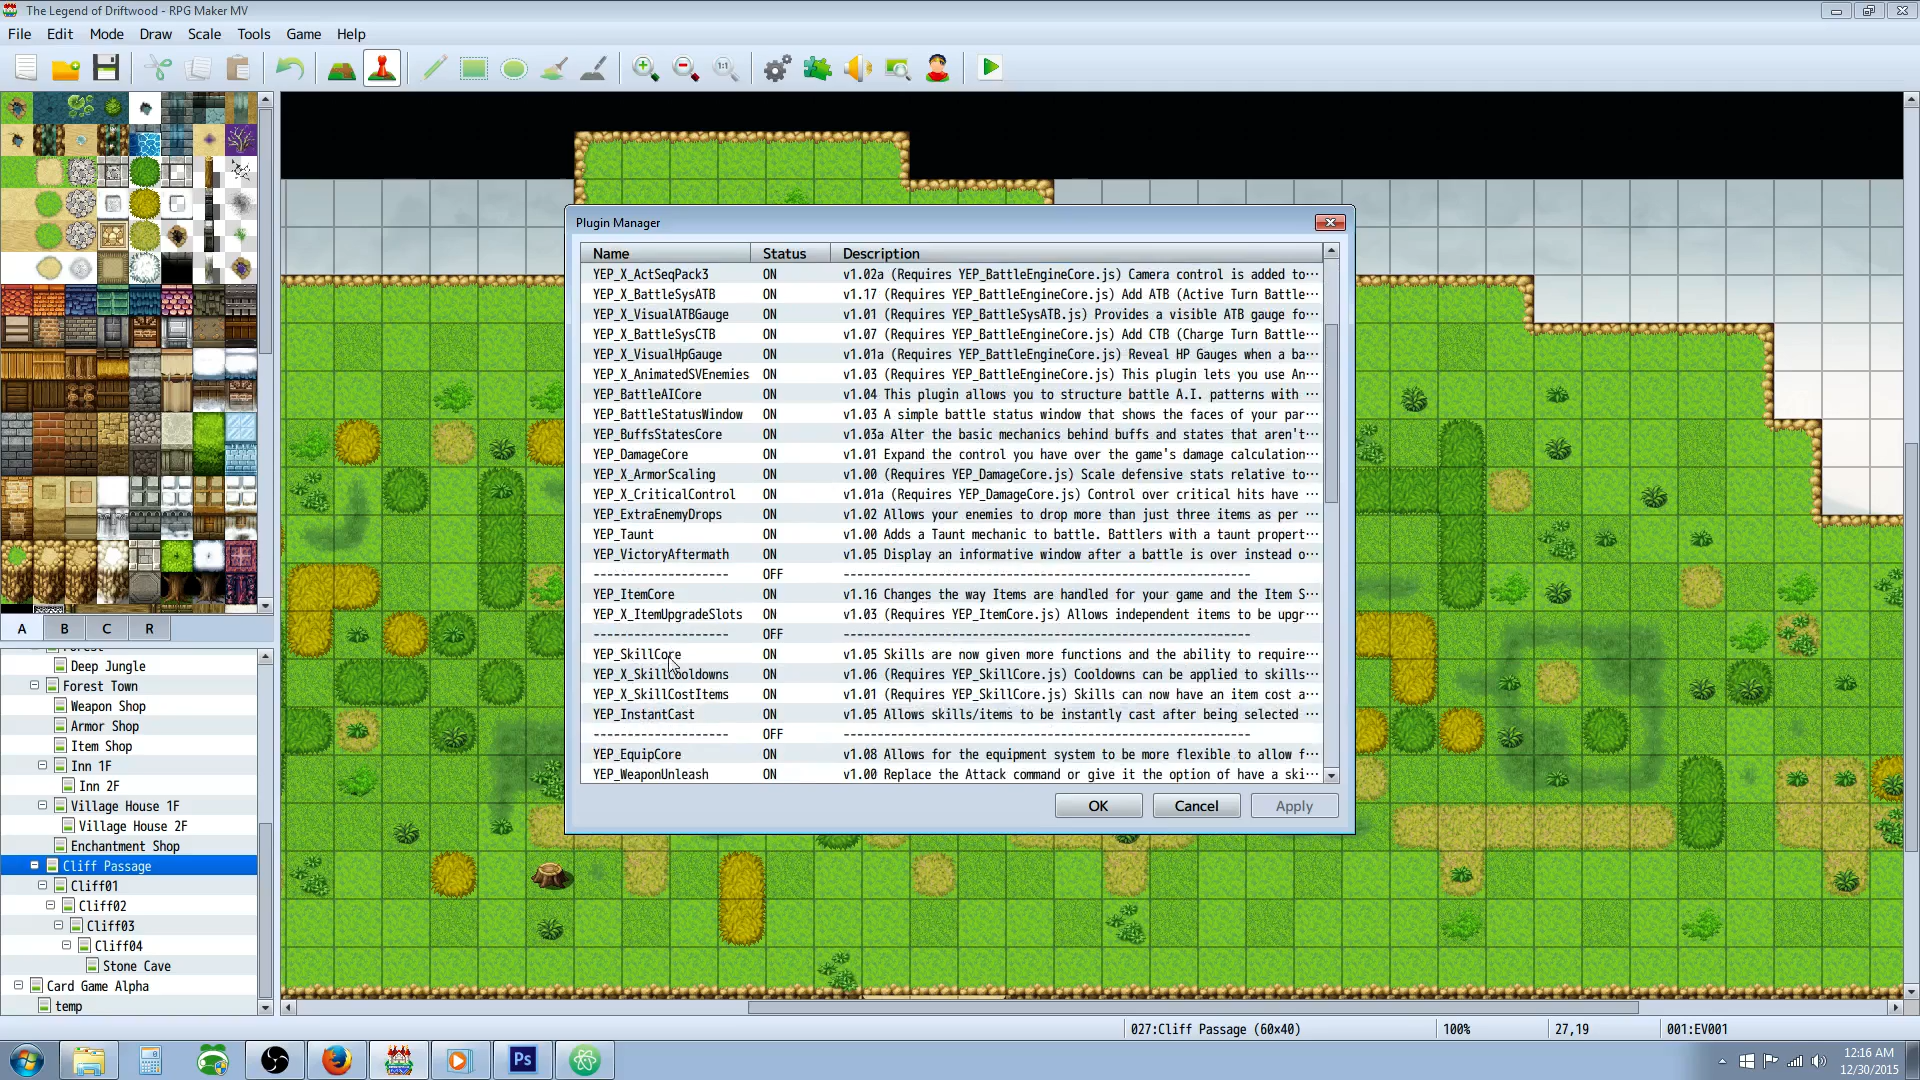 The Legend of Driftwood - RPG Maker MV
File Edit Mode Draw Scale Tools Game Help
1:1
Plugin Manager
Name Status Description
YEP_X_ActSeqPack3 ON v1.02a (Requires YEP_BattleEngineCore.js) Camera control is added to···
YEP_X_BattleSysATB ON v1.17 (Requires YEP_BattleEngineCore.js) Add ATB (Active Turn Battle···
YEP_X_VisualATBGauge ON v1.01 (Requires YEP_BattleSysATB.js) Provides a visible ATB gauge fo···
YEP_X_BattleSysCTB ON v1.07 (Requires YEP_BattleEngineCore.js) Add CTB (Charge Turn Battle···
YEP_X_VisualHpGauge ON v1.01a (Requires YEP_BattleEngineCore.js) Reveal HP Gauges when a ba···
YEP_X_AnimatedSVEnemies ON v1.03 (Requires YEP_BattleEngineCore.js) This plugin lets you use An···
YEP_BattleAICore ON v1.04 This plugin allows you to structure battle A.I. patterns with ···
YEP_BattleStatusWindow ON v1.03 A simple battle status window that shows the faces of your par···
YEP_BuffsStatesCore ON v1.03a Alter the basic mechanics behind buffs and states that aren't···
YEP_DamageCore ON v1.01 Expand the control you have over the game's damage calculation···
YEP_X_ArmorScaling ON v1.00 (Requires YEP_DamageCore.js) Scale defensive stats relative to···
YEP_X_CriticalControl ON v1.01a (Requires YEP_DamageCore.js) Control over critical hits have ···
YEP_ExtraEnemyDrops ON v1.02 Allows your enemies to drop more than just three items as per ···
YEP_Taunt ON v1.00 Adds a Taunt mechanic to battle. Battlers with a taunt propert···
YEP_VictoryAftermath ON v1.05 Display an informative window after a battle is over instead o···
-------------------- OFF ------------------------------------------------------------
YEP_ItemCore ON v1.16 Changes the way Items are handled for your game and the Item S···
YEP_X_ItemUpgradeSlots ON v1.03 (Requires YEP_ItemCore.js) Allows independent items to be upgr···
-------------------- OFF ------------------------------------------------------------
YEP_SkillCore ON v1.05 Skills are now given more functions and the ability to require···
YEP_X_SkillCooldowns ON v1.06 (Requires YEP_SkillCore.js) Cooldowns can be applied to skills···
YEP_X_SkillCostItems ON v1.01 (Requires YEP_SkillCore.js) Skills can now have an item cost a···
YEP_InstantCast ON v1.05 Allows skills/items to be instantly cast after being selected ···
-------------------- OFF ------------------------------------------------------------
YEP_EquipCore ON v1.08 Allows for the equipment system to be more flexible to allow f···
YEP_WeaponUnleash ON v1.00 Replace the Attack command or give it the option of have a ski···
OK Cancel Apply
A B C R
Deep Jungle
Forest Town
Weapon Shop
Armor Shop
Item Shop
Inn 1F
Inn 2F
Village House 1F
Village House 2F
Enchantment Shop
Cliff Passage
Cliff01
Cliff02
Cliff03
Cliff04
Stone Cave
Card Game Alpha
temp
027:Cliff Passage (60x40) 100% 27,19 001:EV001
Ps
12:16 AM
12/30/2015